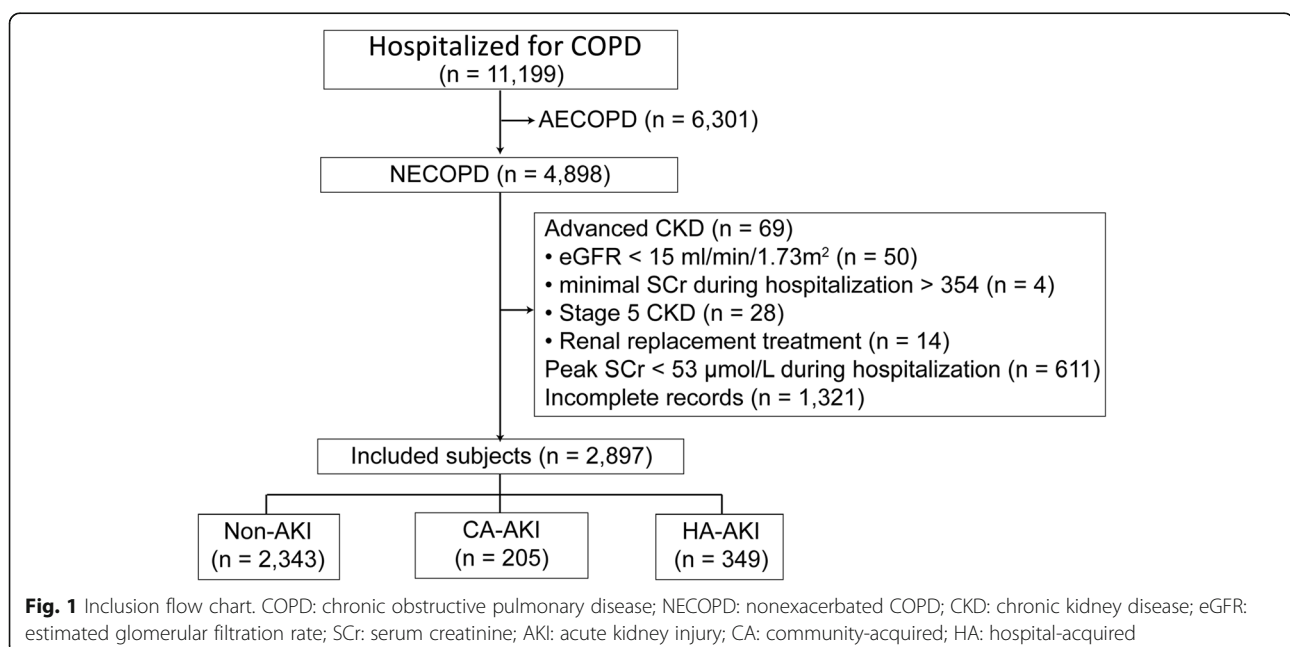 Hospitalized for COPD
(n = 11,199)
AECOPD (n = 6,301)
NECOPD (n = 4,898)
Advanced CKD (n = 69)
• eGFR < 15 ml/min/1.73m² (n = 50)
• minimal SCr during hospitalization > 354 (n = 4)
• Stage 5 CKD (n = 28)
• Renal replacement treatment (n = 14)
Peak SCr < 53 µmol/L during hospitalization (n = 611)
Incomplete records (n = 1,321)
Included subjects (n = 2,897)
Non-AKI
(n = 2,343)
CA-AKI
(n = 205)
HA-AKI
(n = 349)
Fig. 1 Inclusion flow chart. COPD: chronic obstructive pulmonary disease; NECOPD: nonexacerbated COPD; CKD: chronic kidney disease; eGFR:
estimated glomerular filtration rate; SCr: serum creatinine; AKI: acute kidney injury; CA: community-acquired; HA: hospital-acquired